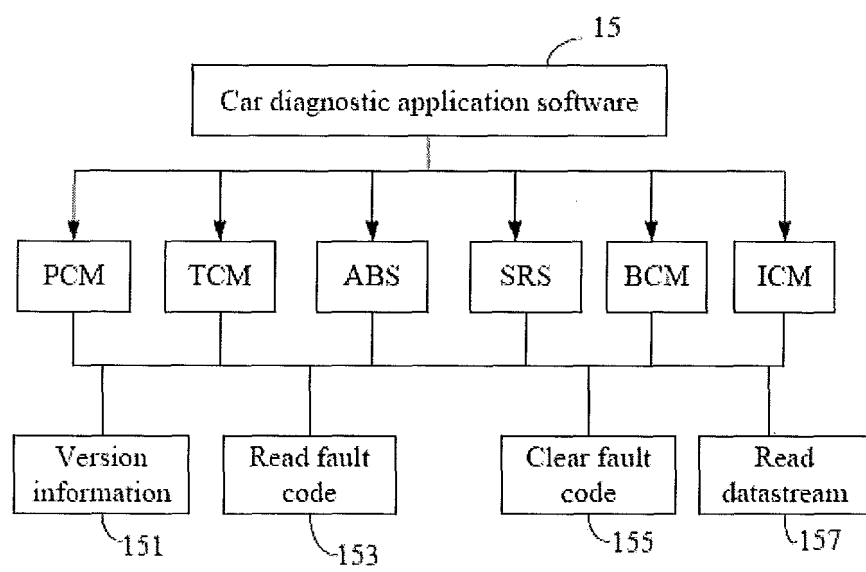 15
Car diagnostic application software
PCM
TCM
ABS
SRS
BCM
ICM
Version
information
Read fault
code
Clear fault
code
Read
datastream
151
153
155
157